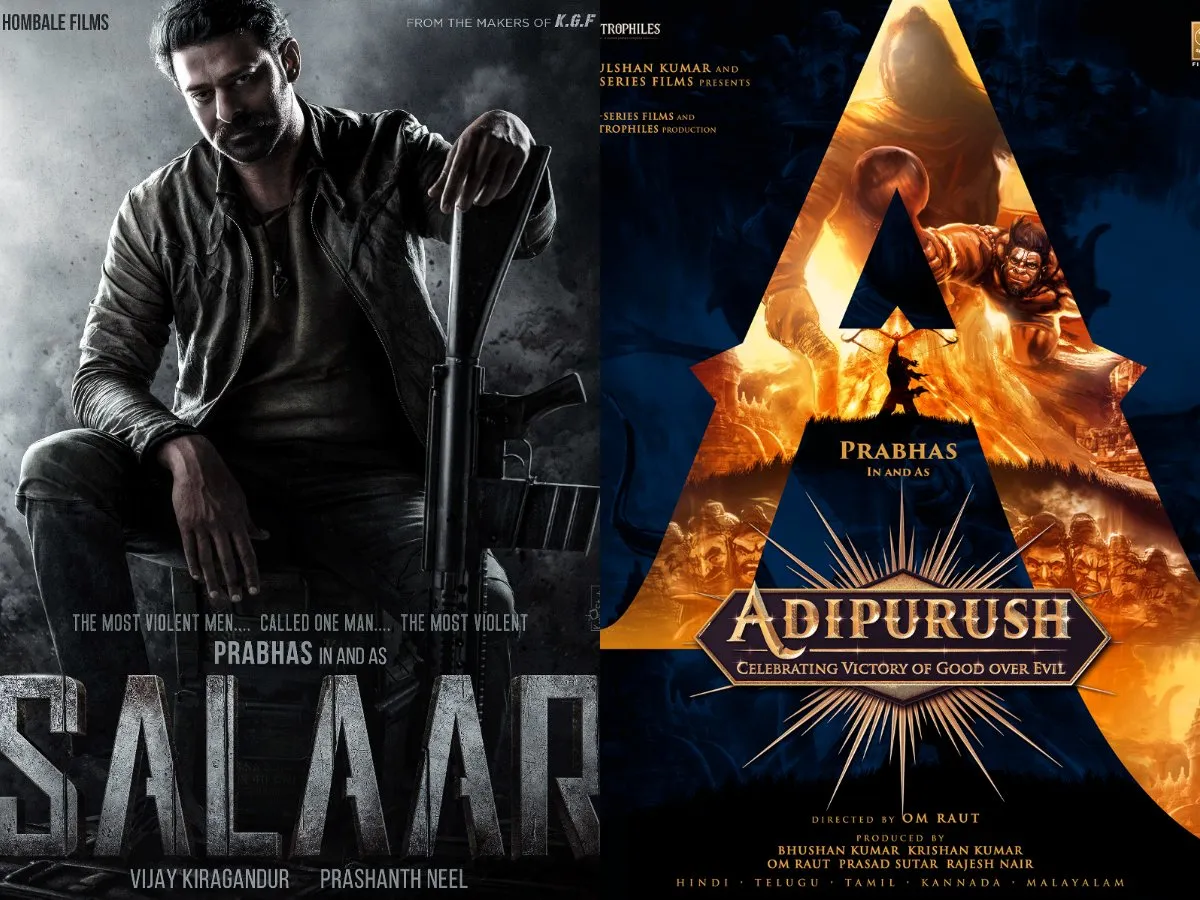 HOMBALE FILMS
FROM THE MAKERS OF K.G.F
THE MOST VIOLENT MEN.... CALLED ONE MAN.... THE MOST VIOLENT
PRABHAS IN AND AS
SALAAR
VIJAY KIRAGANDUR PRASHANTH NEEL
TROPHILES
ULSHAN KUMAR AND
SERIES FILMS PRESENTS
-SERIES FILMS AND
TROPHILES PRODUCTION
PRABHAS
IN AND AS
ADIPURUSH
CELEBRATING VICTORY OF GOOD OVER EVIL
DIRECTED BY OM RAUT
PRODUCED BY
BHUSHAN KUMAR KRISHAN KUMAR
OM RAUT PRASAD SUTAR RAJESH NAIR
HINDI · TELUGU · TAMIL · KANNADA · MALAYALAM